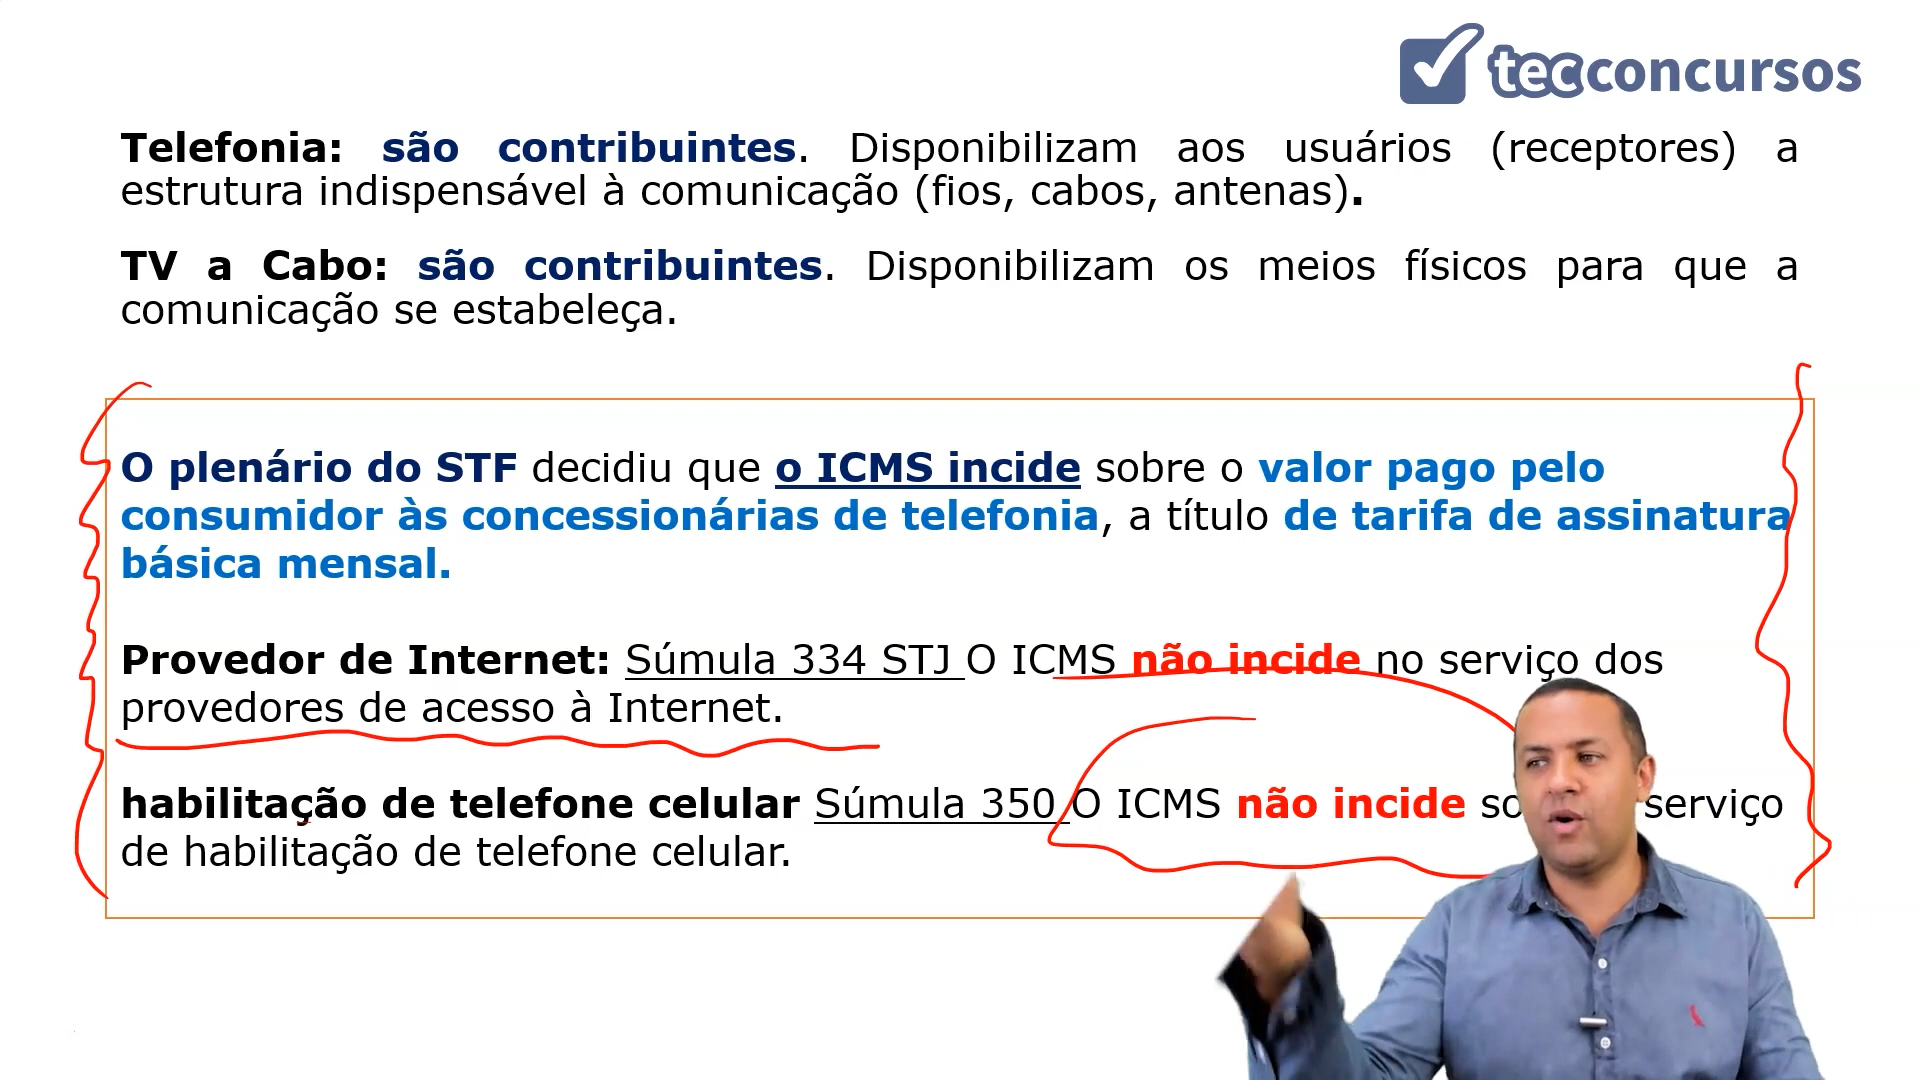 tecconcursos
Telefonia: são contribuintes. Disponibilizam aos usuários (receptores) a
estrutura indispensável à comunicação (fios, cabos, antenas).
TV a Cabo: são contribuintes. Disponibilizam os meios físicos para que a
comunicação se estabeleça.
O plenário do STF decidiu que o ICMS incide sobre o valor pago pelo
consumidor às concessionárias de telefonia, a título de tarifa de assinatura
básica mensal.
Provedor de Internet: Súmula 334 STJ O ICMS não incide no serviço dos
provedores de acesso à Internet.
habilitação de telefone celular Súmula 350 O ICMS não incide so serviço
de habilitação de telefone celular.